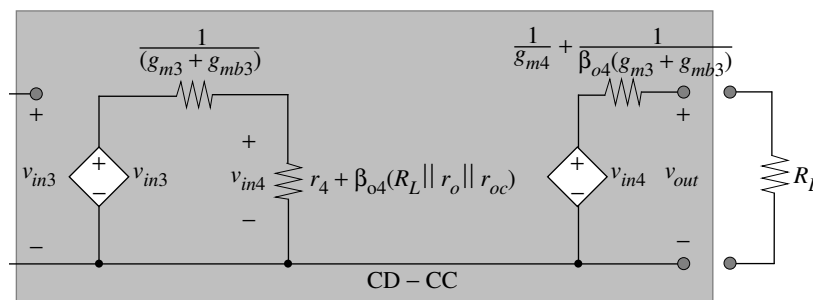 1 / (g_m3 + g_mb3)
1 / g_m4 + 1 / (β_o4(g_m3 + g_mb3))
+ + + + + +
v_in3 v_in3 v_in4 r_4 + β_o4(R_L || r_o || r_oc) v_in4 v_out
− − − − − −
CD – CC